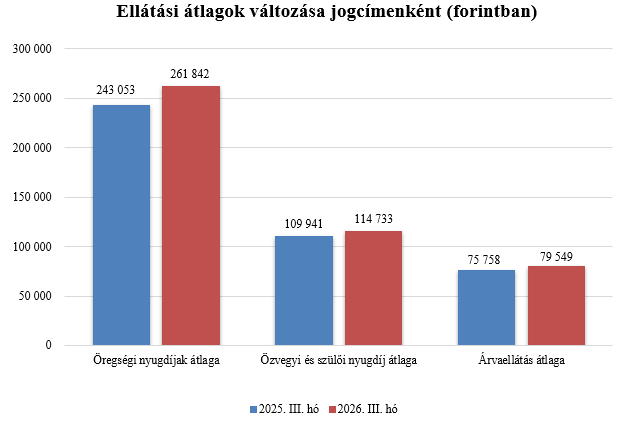 Ellátási átlagok változása jogcímenként (forintban)
300 000
250 000
200 000
150 000
100 000
50 000
0
243 053
261 842
109 941
114 733
75 758
79 549
Öregségi nyugdíjak átlaga
Özvegyi és szülői nyugdíj átlaga
Árvaellátás átlaga
2025. III. hó
2026. III. hó